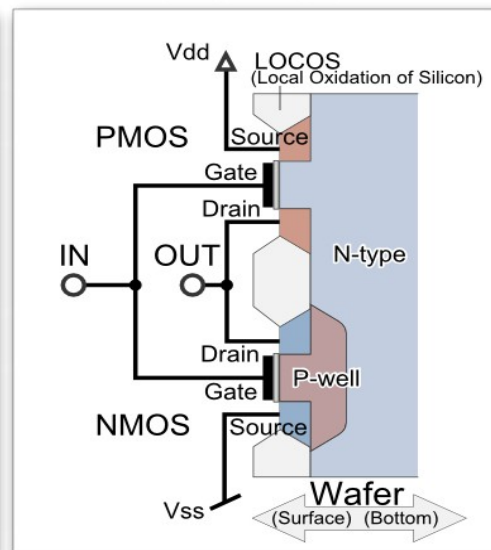 Vdd
LOCOS
(Local Oxidation of Silicon)
PMOS
Source
Gate
Drain
IN
OUT
N-type
Drain
P-well
Gate
NMOS
Source
Wafer
Vss
(Surface) (Bottom)